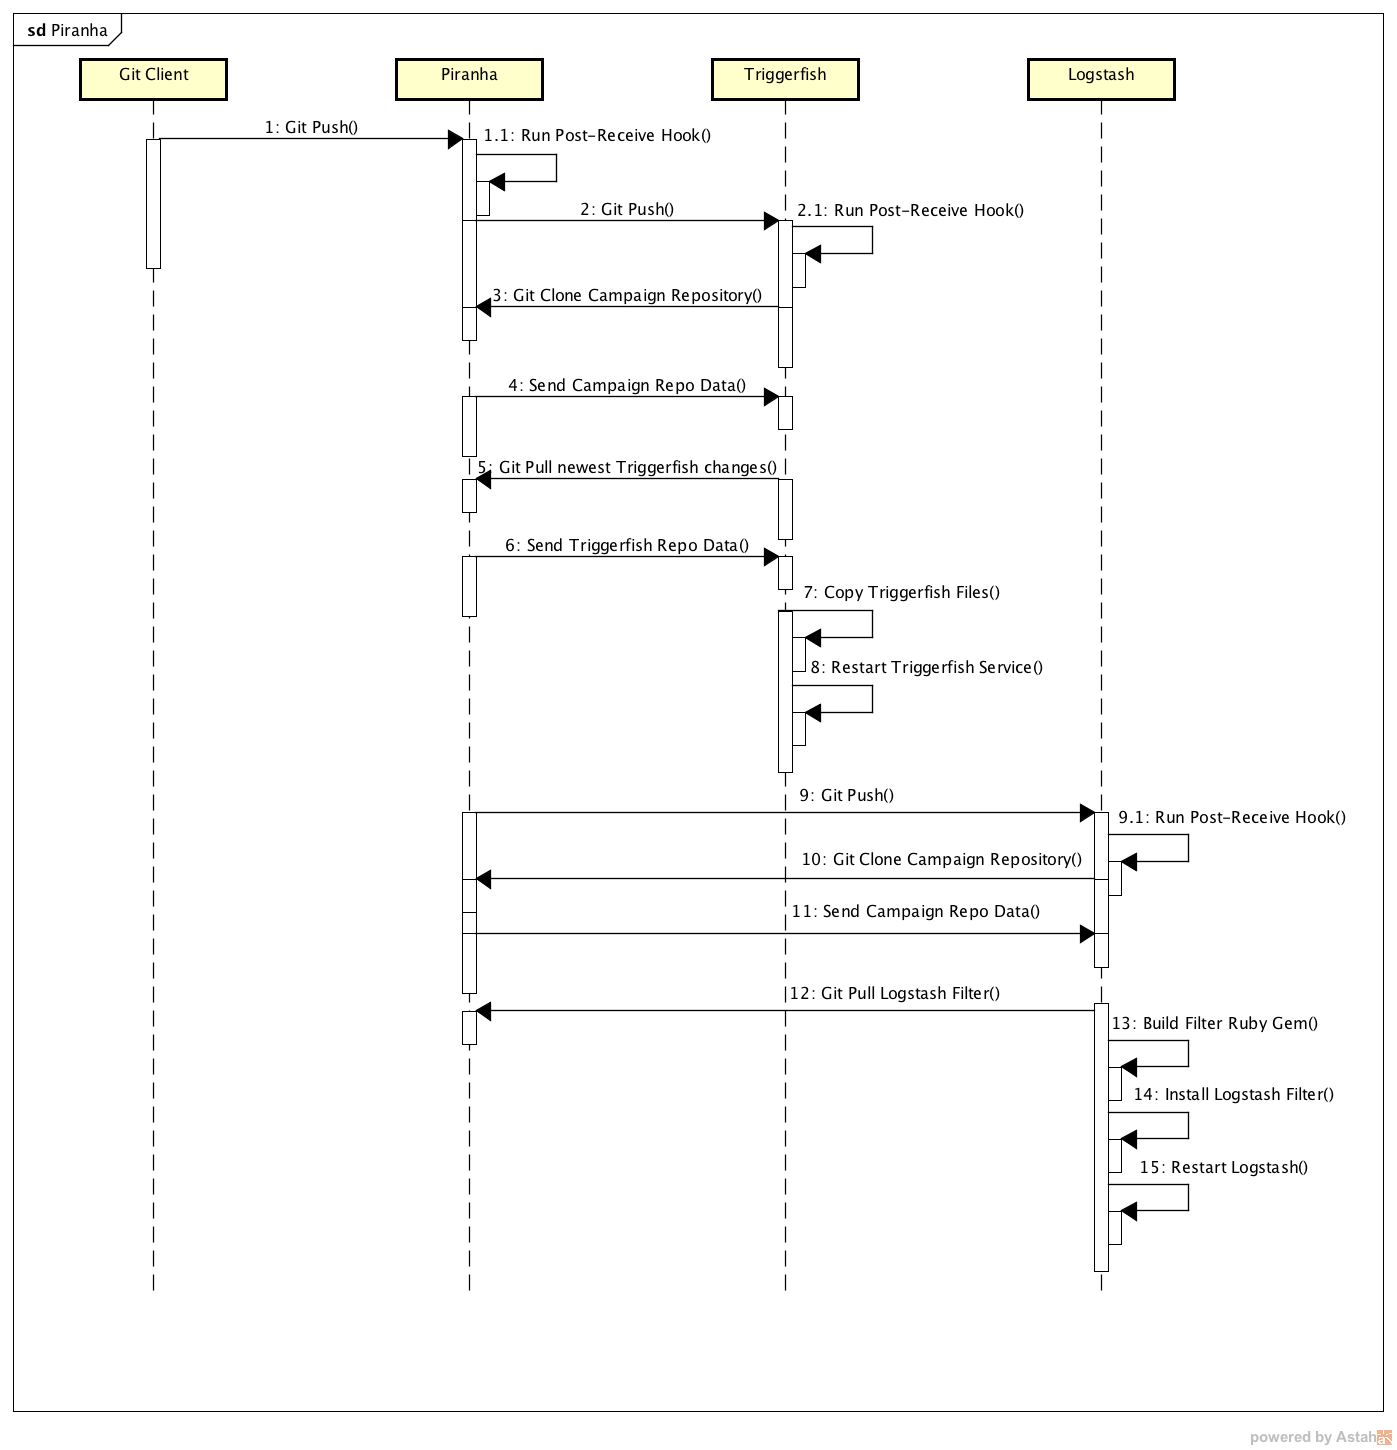 sd Piranha
Git Client
Piranha
Triggerfish
Logstash
1: Git Push()
1.1: Run Post-Receive Hook()
2: Git Push()
2.1: Run Post-Receive Hook()
3: Git Clone Campaign Repository()
4: Send Campaign Repo Data()
5: Git Pull newest Triggerfish changes()
6: Send Triggerfish Repo Data()
7: Copy Triggerfish Files()
8: Restart Triggerfish Service()
9: Git Push()
9.1: Run Post-Receive Hook()
10: Git Clone Campaign Repository()
11: Send Campaign Repo Data()
12: Git Pull Logstash Filter()
13: Build Filter Ruby Gem()
14: Install Logstash Filter()
15: Restart Logstash()
powered by Astah